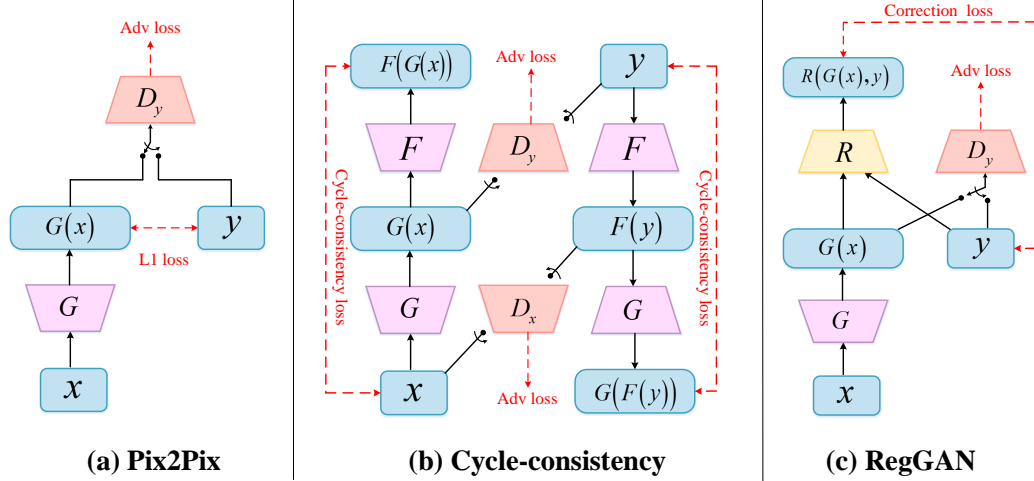 Adv loss
D_y
G(x)
y
L1 loss
G
x
(a) Pix2Pix
F(G(x))
Adv loss
y
F
D_y
F
Cycle-consistency loss
Cycle-consistency loss
G(x)
F(y)
G
D_x
G
x
Adv loss
G(F(y))
(b) Cycle-consistency
Correction loss
R(G(x),y)
Adv loss
R
D_y
G(x)
y
G
x
(c) RegGAN